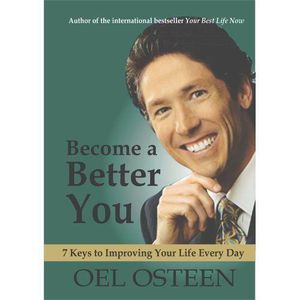 Author of the international bestseller Your Best Life Now
Become a
Better
You
7 Keys to Improving Your Life Every Day
OEL OSTEEN